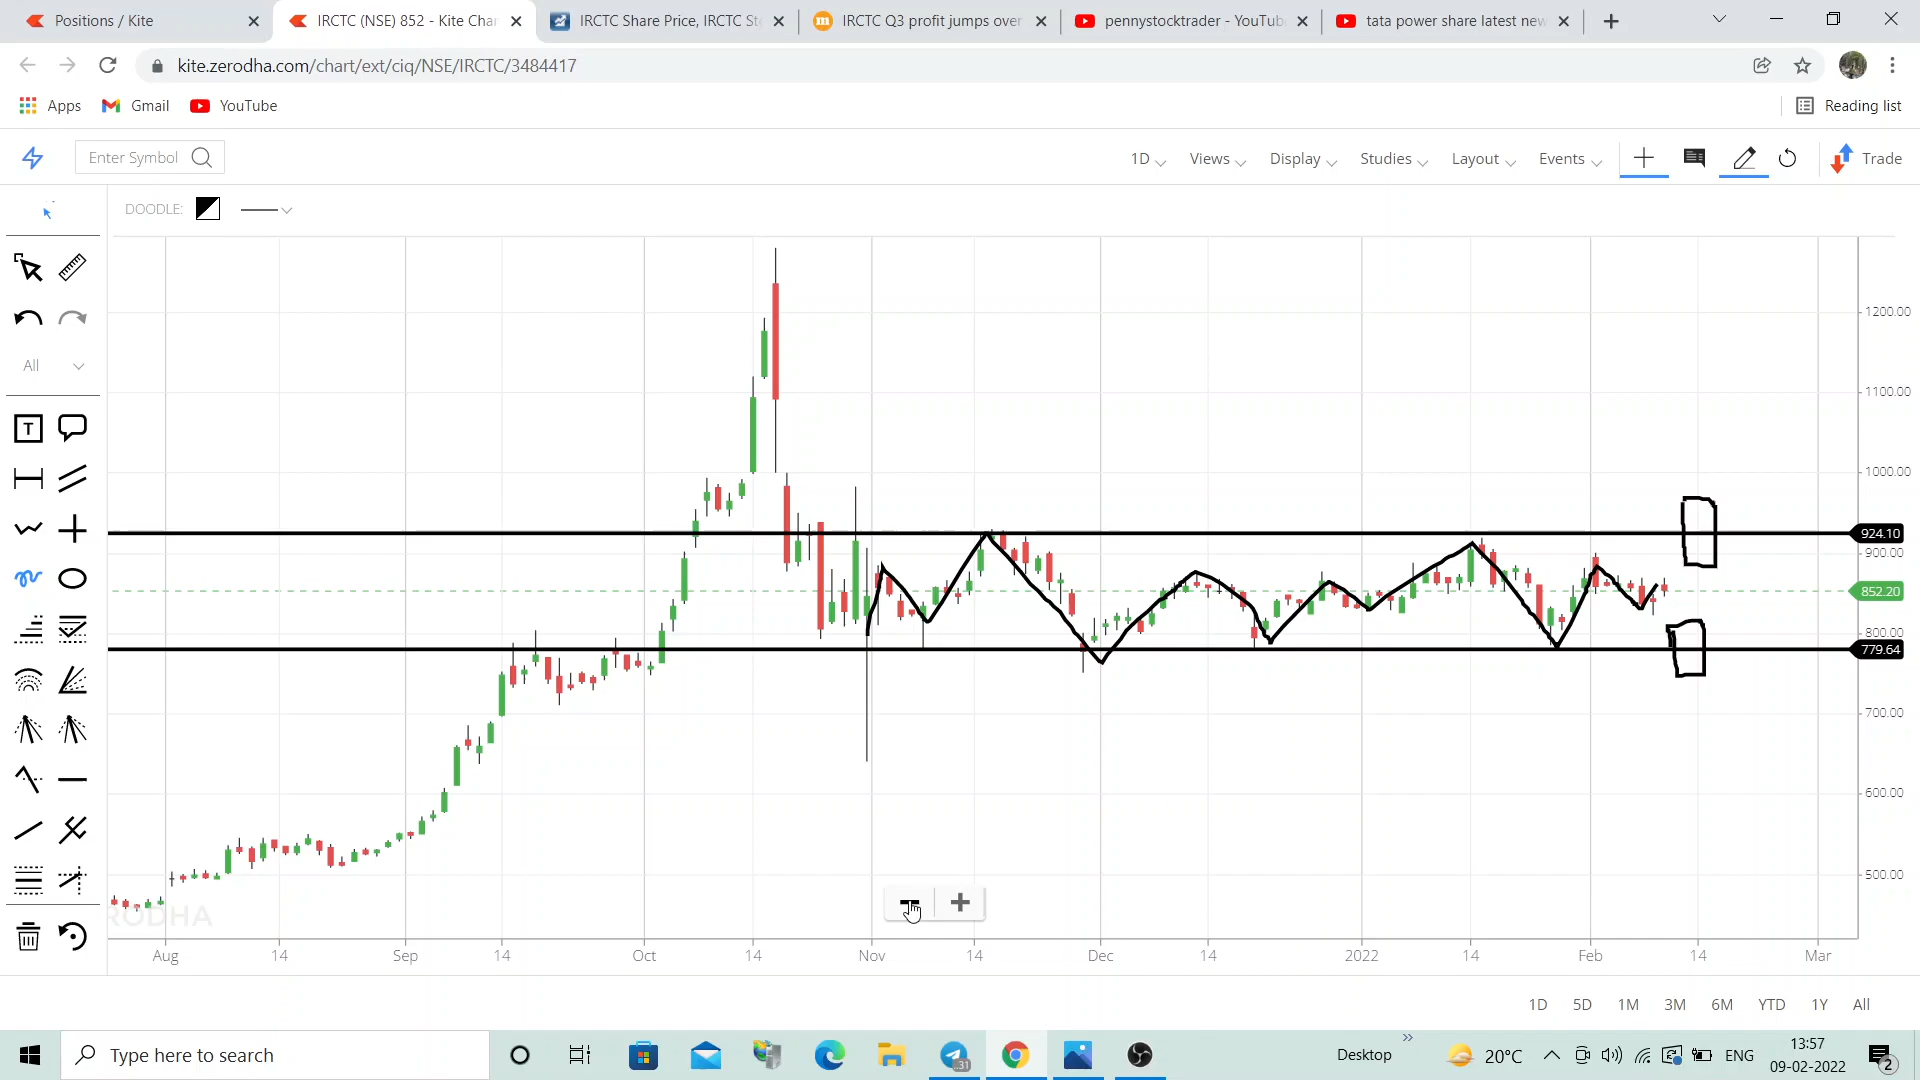 Positions / Kite
IRCTC (NSE) 852 - Kite Char
IRCTC Share Price, IRCTC St
IRCTC Q3 profit jumps over
pennystocktrader - YouTube
tata power share latest new
kite.zerodha.com/chart/ext/ciq/NSE/IRCTC/3484417
Apps
Gmail
YouTube
Reading list
Enter Symbol
1D
Views
Display
Studies
Layout
Events
Trade
DOODLE:
All
T
1200.00
1100.00
1000.00
924.10
900.00
852.20
800.00
779.64
700.00
600.00
500.00
RODHA
Aug
14
Sep
14
Oct
14
Nov
14
Dec
14
2022
14
Feb
14
Mar
1D
5D
1M
3M
6M
YTD
1Y
All
Type here to search
31
Desktop
20°C
ENG
13:57
09-02-2022
2